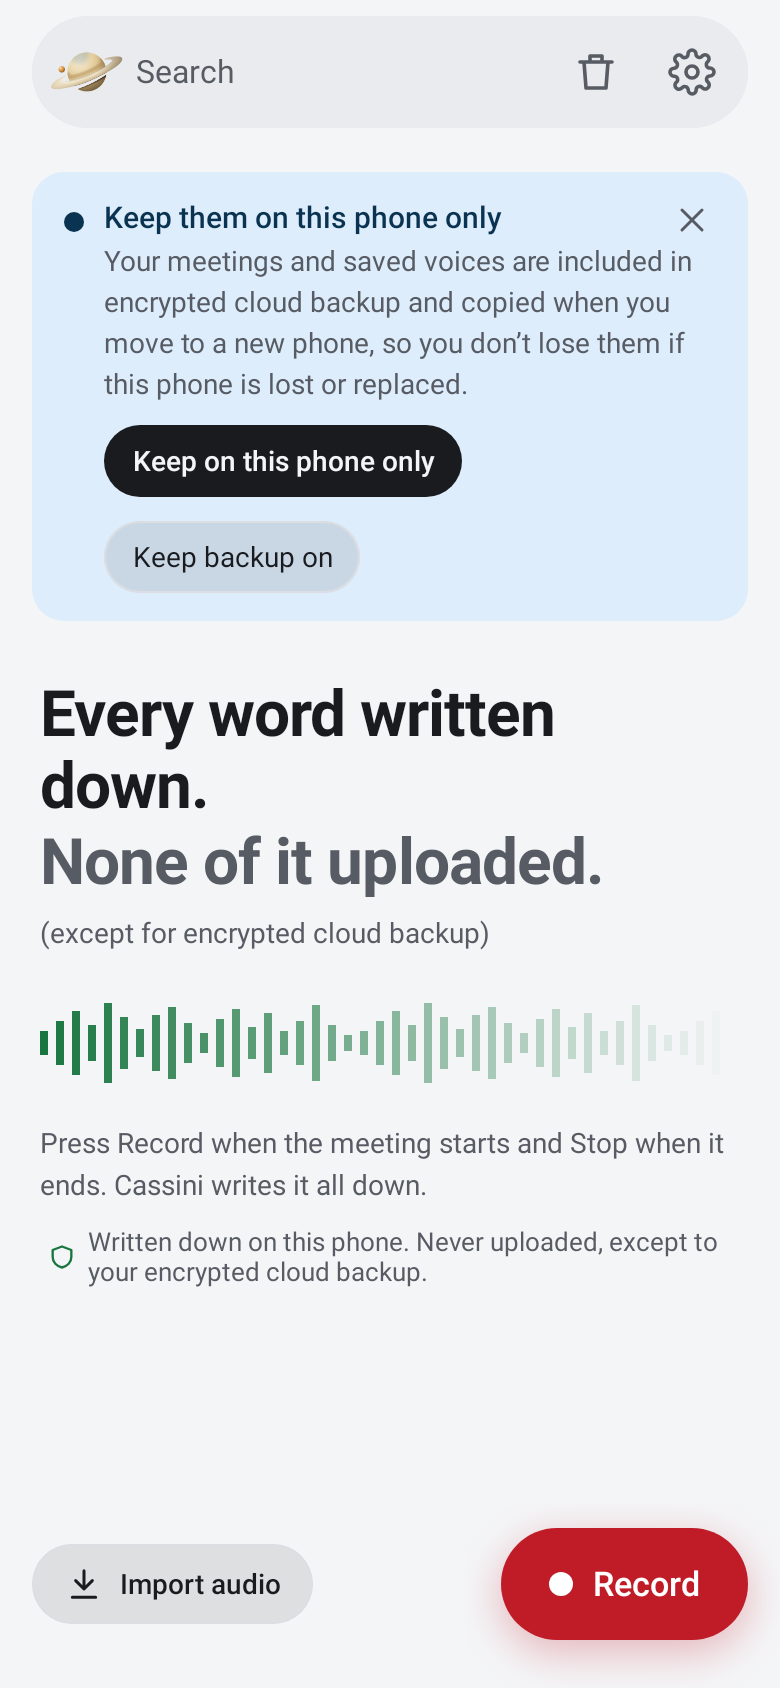 Search
Keep them on this phone only
Your meetings and saved voices are included in
encrypted cloud backup and copied when you
move to a new phone, so you don’t lose them if
this phone is lost or replaced.
Keep on this phone only
Keep backup on
Every word written
down.
None of it uploaded.
(except for encrypted cloud backup)
Press Record when the meeting starts and Stop when it
ends. Cassini writes it all down.
Written down on this phone. Never uploaded, except to
your encrypted cloud backup.
Import audio
Record